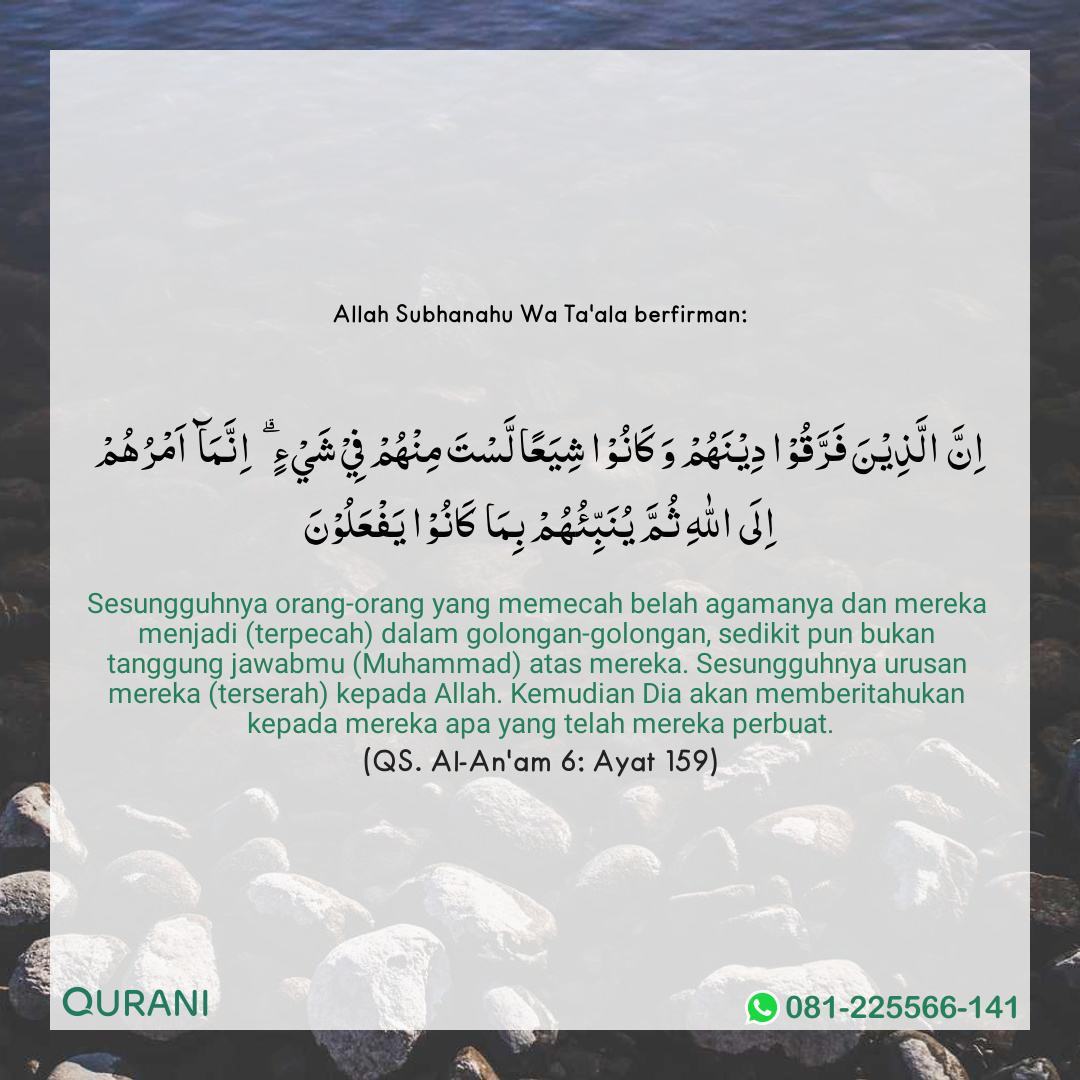 Allah Subhanahu Wa Ta'ala berfirman:
اِنَّ الَّذِيْنَ فَرَّقُوْا دِيْنَهُمْ وَكَانُوْا شِيَعًا لَّسْتَ مِنْهُمْ فِيْ شَيْءٍ ۗ اِنَّمَاۤ اَمْرُهُمْ
اِلَى اللّٰهِ ثُمَّ يُنَبِّئُهُمْ بِمَا كَانُوْا يَفْعَلُوْنَ
Sesungguhnya orang-orang yang memecah belah agamanya dan mereka
menjadi (terpecah) dalam golongan-golongan, sedikit pun bukan
tanggung jawabmu (Muhammad) atas mereka. Sesungguhnya urusan
mereka (terserah) kepada Allah. Kemudian Dia akan memberitahukan
kepada mereka apa yang telah mereka perbuat.
(QS. Al-An'am 6: Ayat 159)
QURANI
081-225566-141